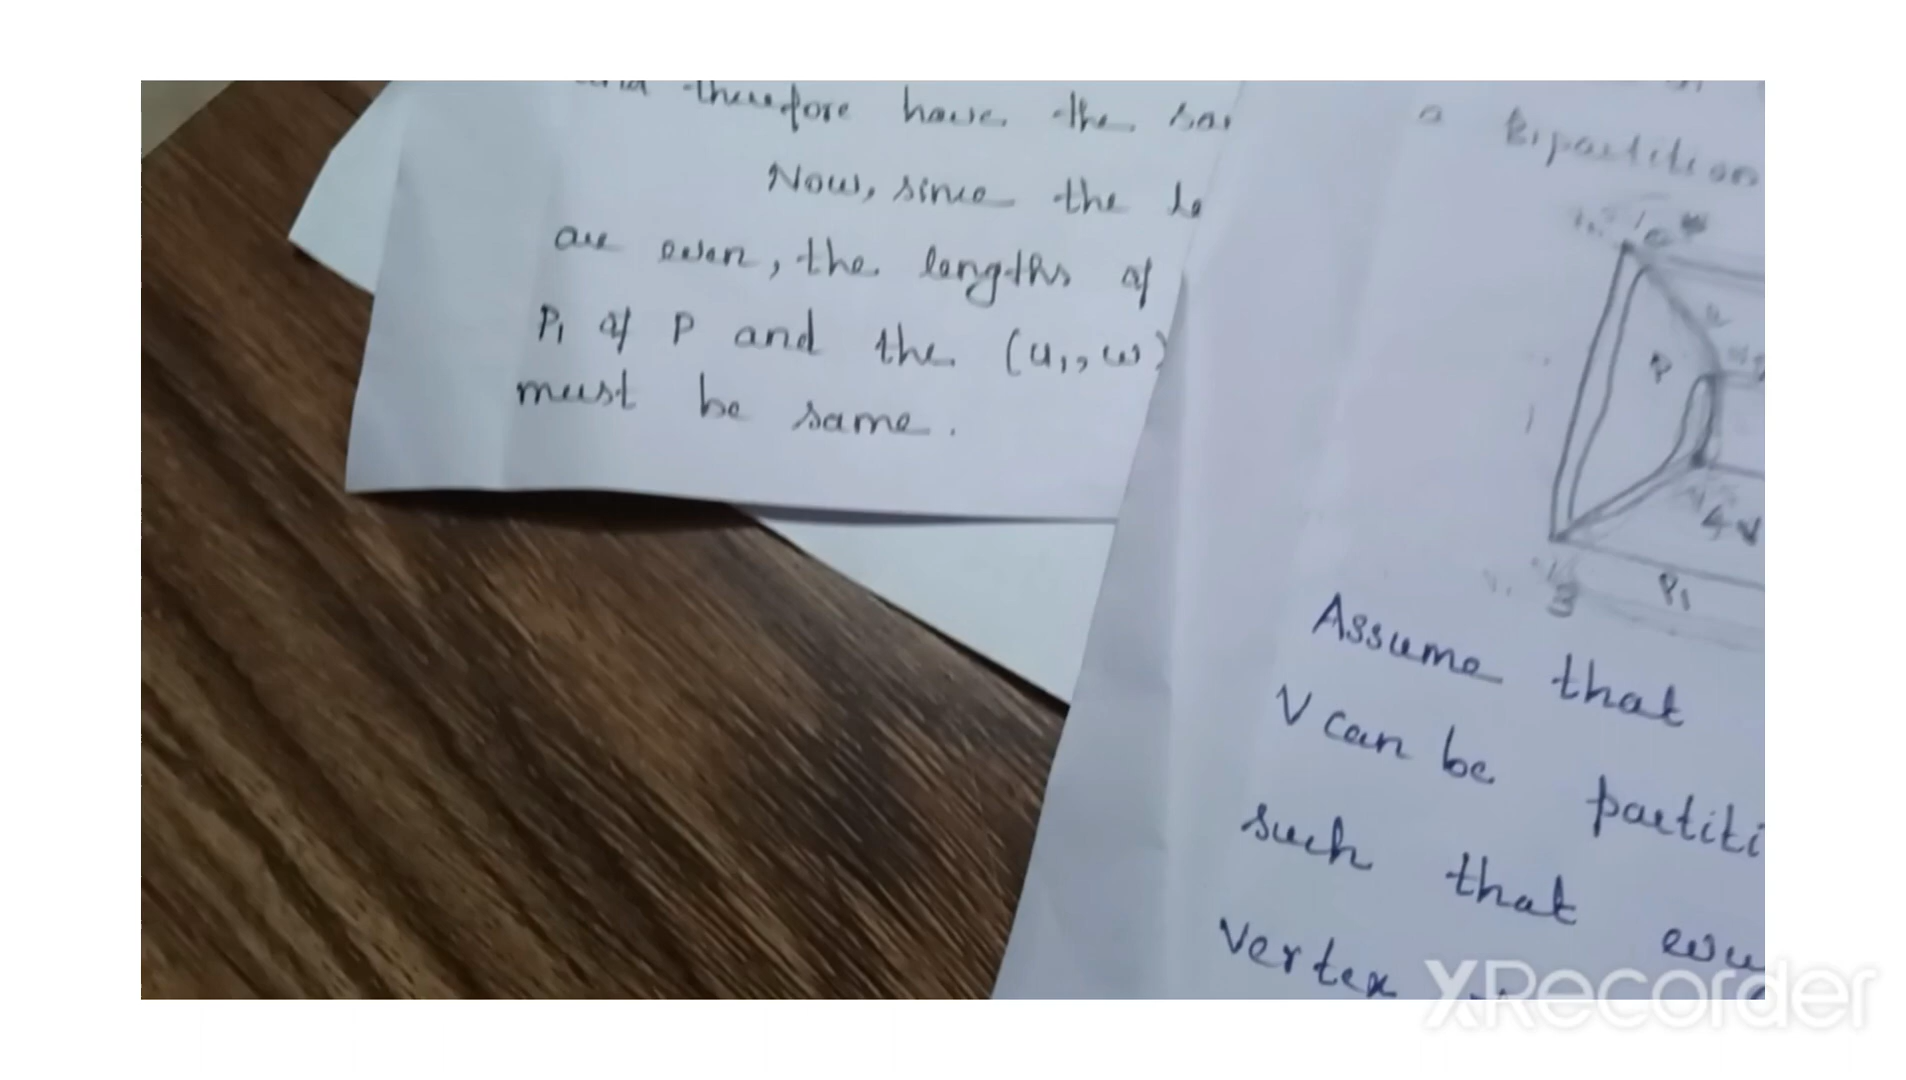 therefore have the
Now, since the
are even, the lengths of
P1 of P and the (u1, w)
must be same.
a Bipartition
P
4 V
3
P1
Assume that
V can be partiti
such that
vertex
XRecorder